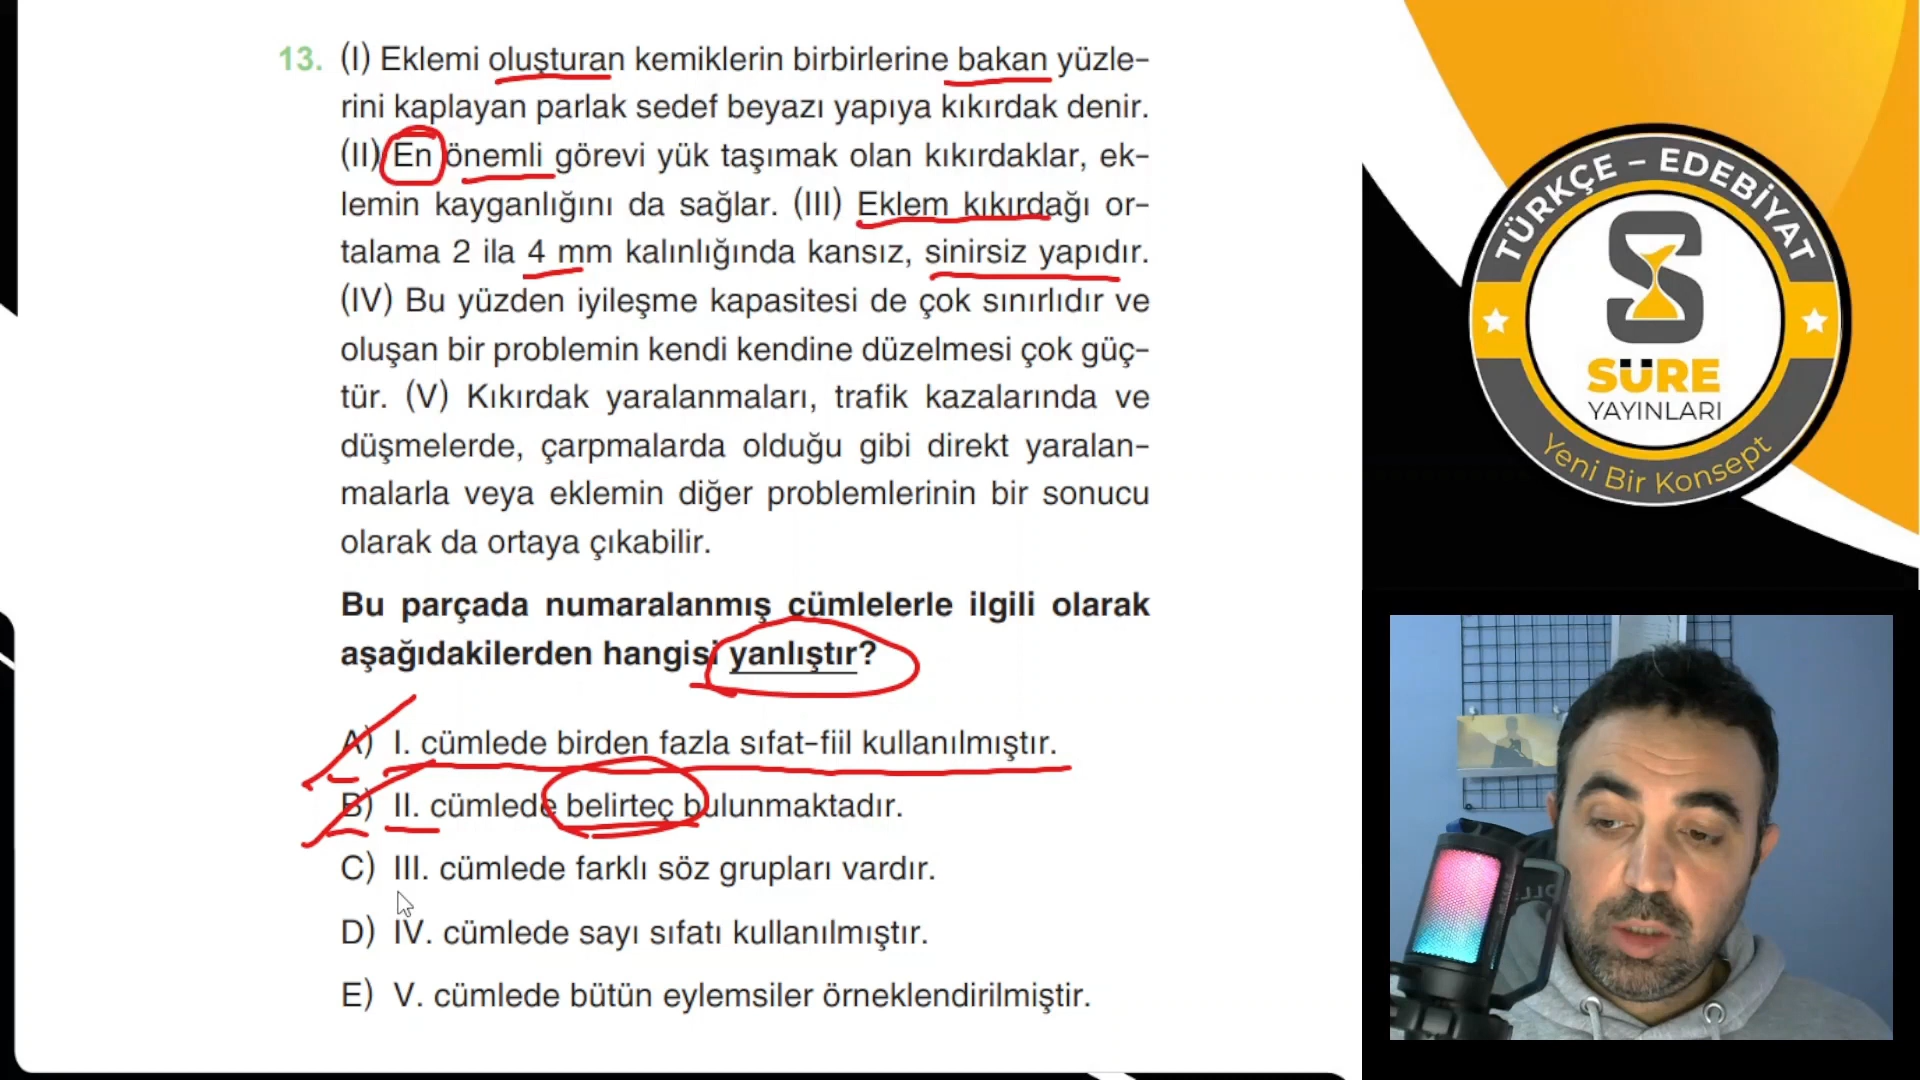 13. (I) Eklemi oluşturan kemiklerin birbirlerine bakan yüzle-
rini kaplayan parlak sedef beyazı yapıya kıkırdak denir.
(II) En önemli görevi yük taşımak olan kıkırdaklar, ek-
lemin kayganlığını da sağlar. (III) Eklem kıkırdağı or-
talama 2 ila 4 mm kalınlığında kansız, sinirsiz yapıdır.
(IV) Bu yüzden iyileşme kapasitesi de çok sınırlıdır ve
oluşan bir problemin kendi kendine düzelmesi çok güç-
tür. (V) Kıkırdak yaralanmaları, trafik kazalarında ve
düşmelerde, çarpmalarda olduğu gibi direkt yaralan-
malarla veya eklemin diğer problemlerinin bir sonucu
olarak da ortaya çıkabilir.
Bu parçada numaralanmış cümlelerle ilgili olarak
aşağıdakilerden hangisi yanlıştır?
A) I. cümlede birden fazla sıfat-fiil kullanılmıştır.
B) II. cümlede belirteç bulunmaktadır.
C) III. cümlede farklı söz grupları vardır.
D) IV. cümlede sayı sıfatı kullanılmıştır.
E) V. cümlede bütün eylemsiler örneklendirilmiştir.
TÜRKÇE – EDEBİYAT
SÜRE
YAYINLARI
Yeni Bir Konsept